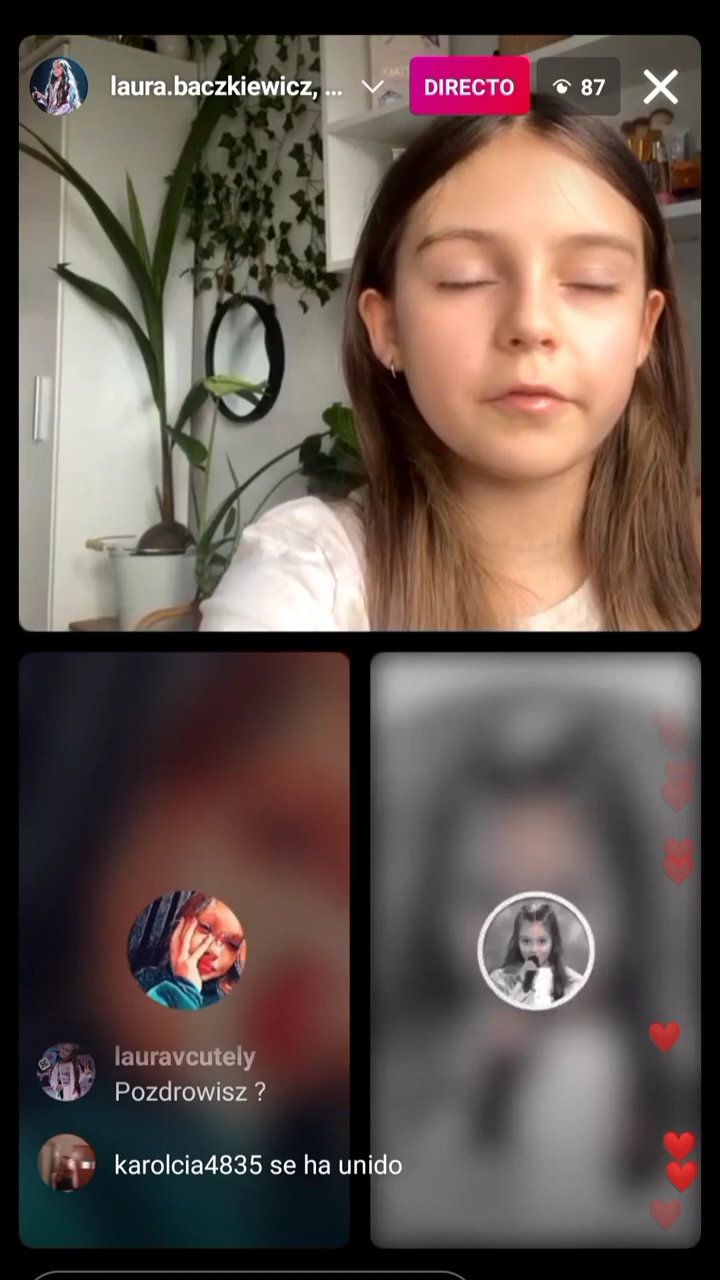 laura.baczkiewicz, ...
DIRECTO
87
lauravcutely
Pozdrowisz ?
karolcia4835 se ha unido